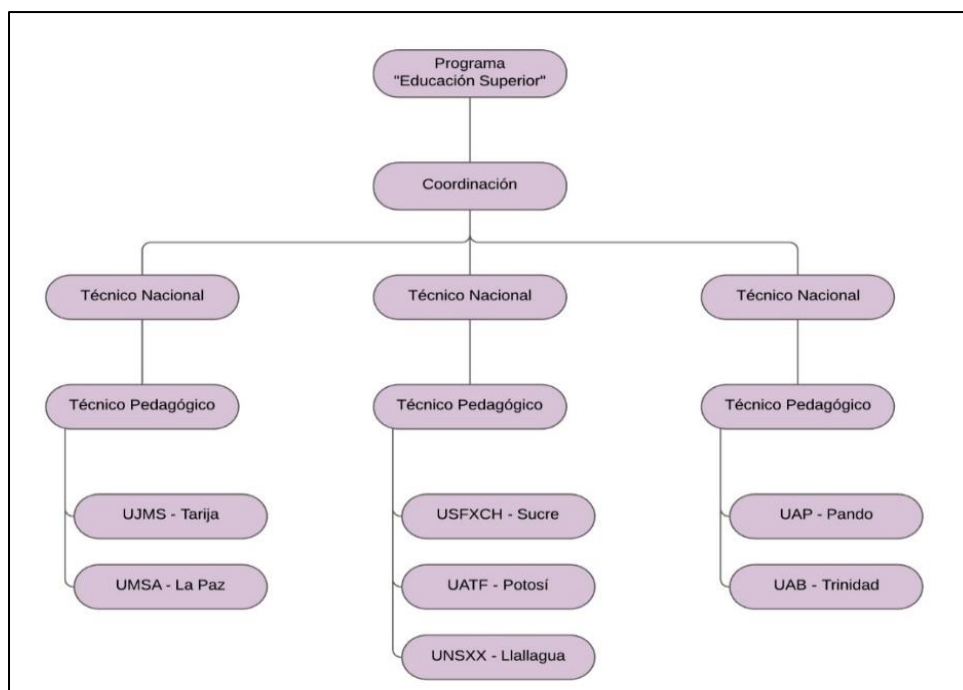 Programa
"Educación Superior"
Coordinación
Técnico Nacional
Técnico Nacional
Técnico Nacional
Técnico Pedagógico
Técnico Pedagógico
Técnico Pedagógico
UJMS - Tarija
USFXCH - Sucre
UAP - Pando
UMSA - La Paz
UATF - Potosí
UAB - Trinidad
UNSXX - Llallagua